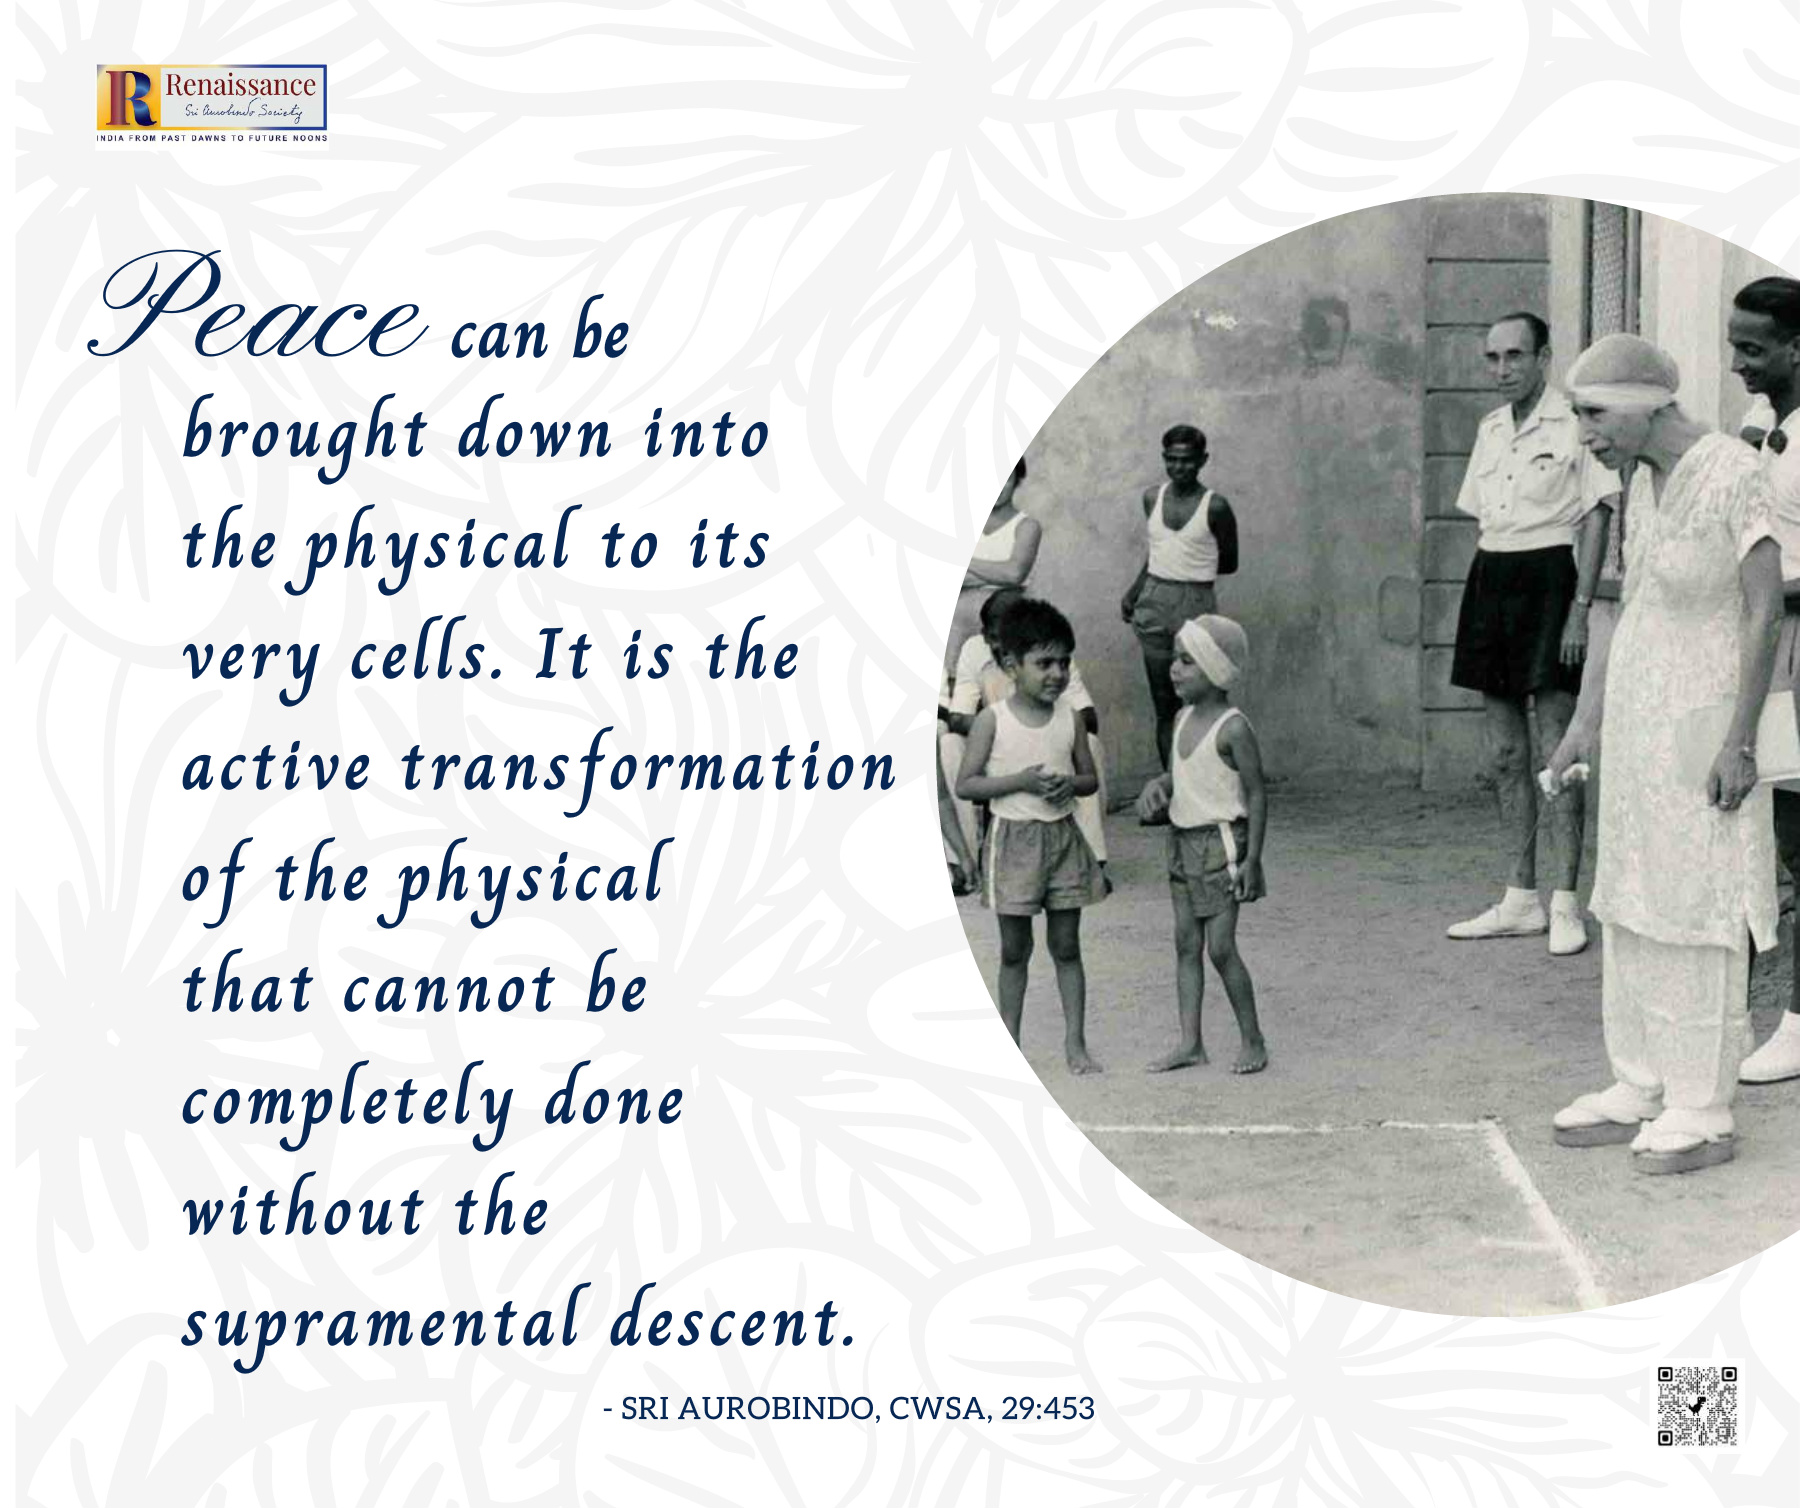 R Renaissance
Sri Aurobindo Society
INDIA FROM PAST DAWNS TO FUTURE NOONS
Peace can be
brought down into
the physical to its
very cells. It is the
active transformation
of the physical
that cannot be
completely done
without the
supramental descent.
- SRI AUROBINDO, CWSA, 29:453